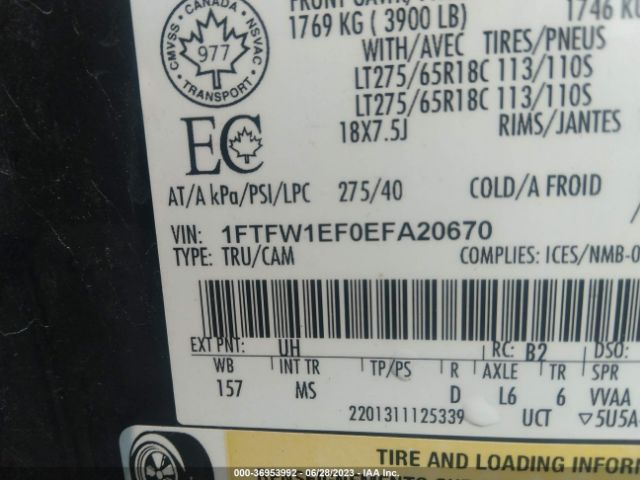 CANADA
CMVSS
NSVAC
977
TRANSPORT
1769 KG ( 3900 LB)
1746 KG
WITH/AVEC TIRES/PNEUS
LT275/65R18C 113/110S
LT275/65R18C 113/110S
18X7.5J RIMS/JANTES
EC
AT/A kPa/PSI/LPC 275/40 COLD/A FROID
VIN: 1FTFW1EF0EFA20670
TYPE: TRU/CAM COMPLIES: ICES/NMB-0
EXT PNT: UH RC: B2 DSO:
WB INT TR TP/PS R AXLE TR SPR
157 MS D L6 6 VVAA
2201311125339 UCT ▽5U5A-
TIRE AND LOADING INFORM
000-36953992 - 06/28/2023 - IAA Inc.